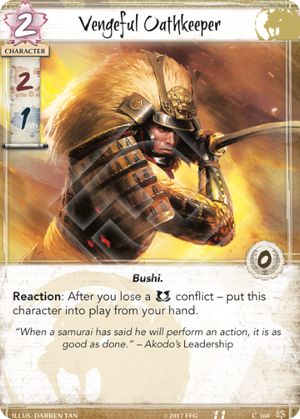 Vengeful Oathkeeper
2
CHARACTER
2
1
0
Bushi.
Reaction: After you lose a conflict – put this
character into play from your hand.
"When a samurai has said he will perform an action, it is as
good as done." – Akodo's Leadership
ILLUS. DARREN TAN © 2017 FFG 11 C 160